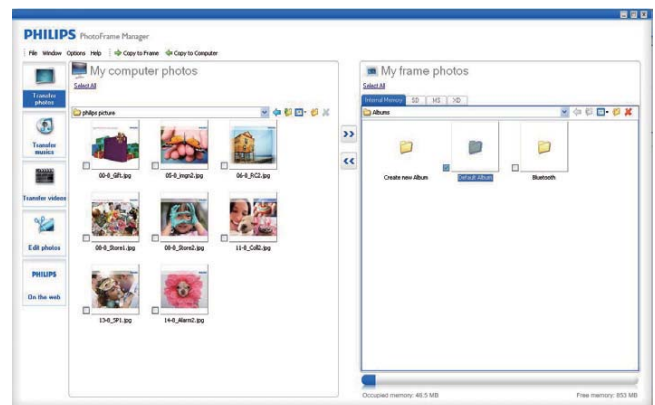 PHILIPS PhotoFrame Manager
File Window Options Help Copy to Frame Copy to Computer
Transfer photos
Transfer musics
Transfer videos
Edit photos
PHILIPS
On the web
My computer photos
Select All
philips picture
00-0_Gift.jpg 05-0_imgn2.jpg 06-0_RC2.jpg
08-0_Store1.jpg 08-0_Store2.jpg 11-0_Coll2.jpg
13-0_SP1.jpg 14-0_Alarm2.jpg
My frame photos
Select All
Internal Memory SD MS XD
Albums
Create new Album Default Album Bluetooth
Occupied memory: 48.5 MB Free memory: 853 MB